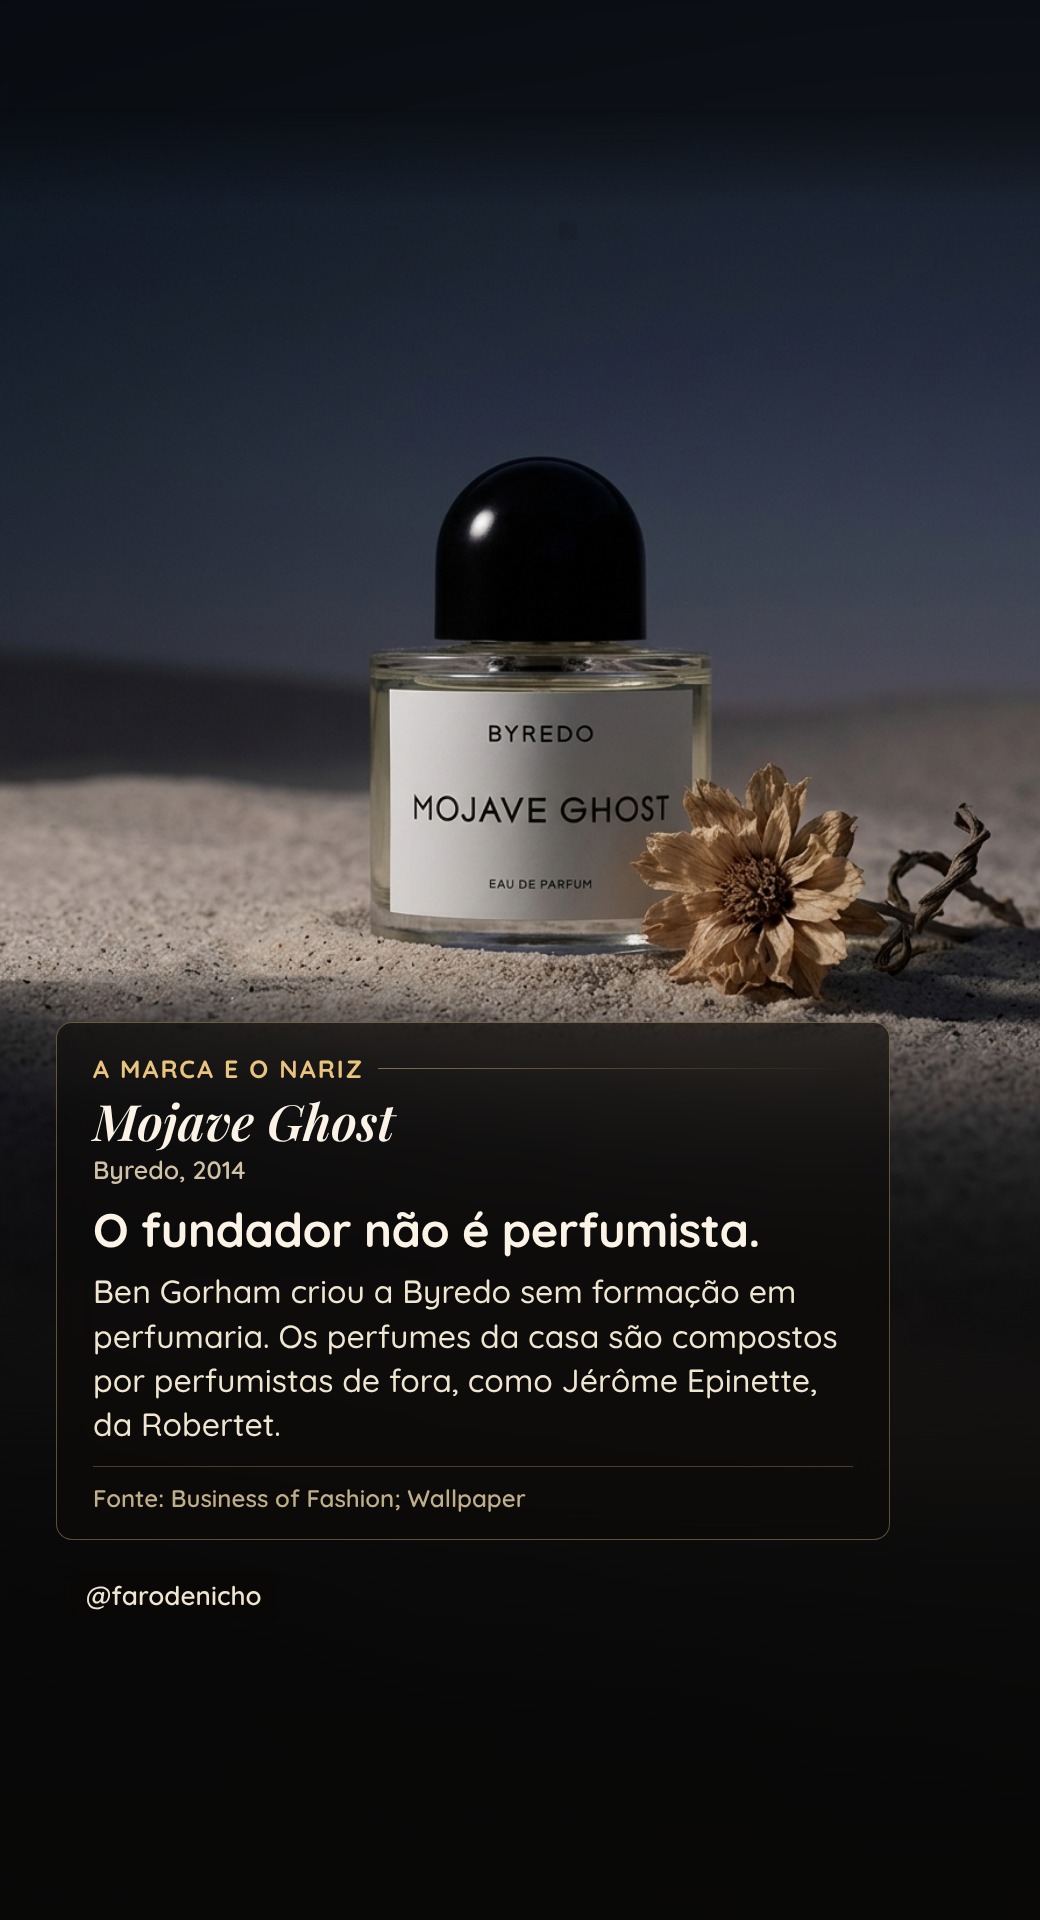 BYREDO
MOJAVE GHOST
EAU DE PARFUM
A MARCA E O NARIZ
Mojave Ghost
Byredo, 2014
O fundador não é perfumista.
Ben Gorham criou a Byredo sem formação em
perfumaria. Os perfumes da casa são compostos
por perfumistas de fora, como Jérôme Epinette,
da Robertet.
Fonte: Business of Fashion; Wallpaper
@farodenicho